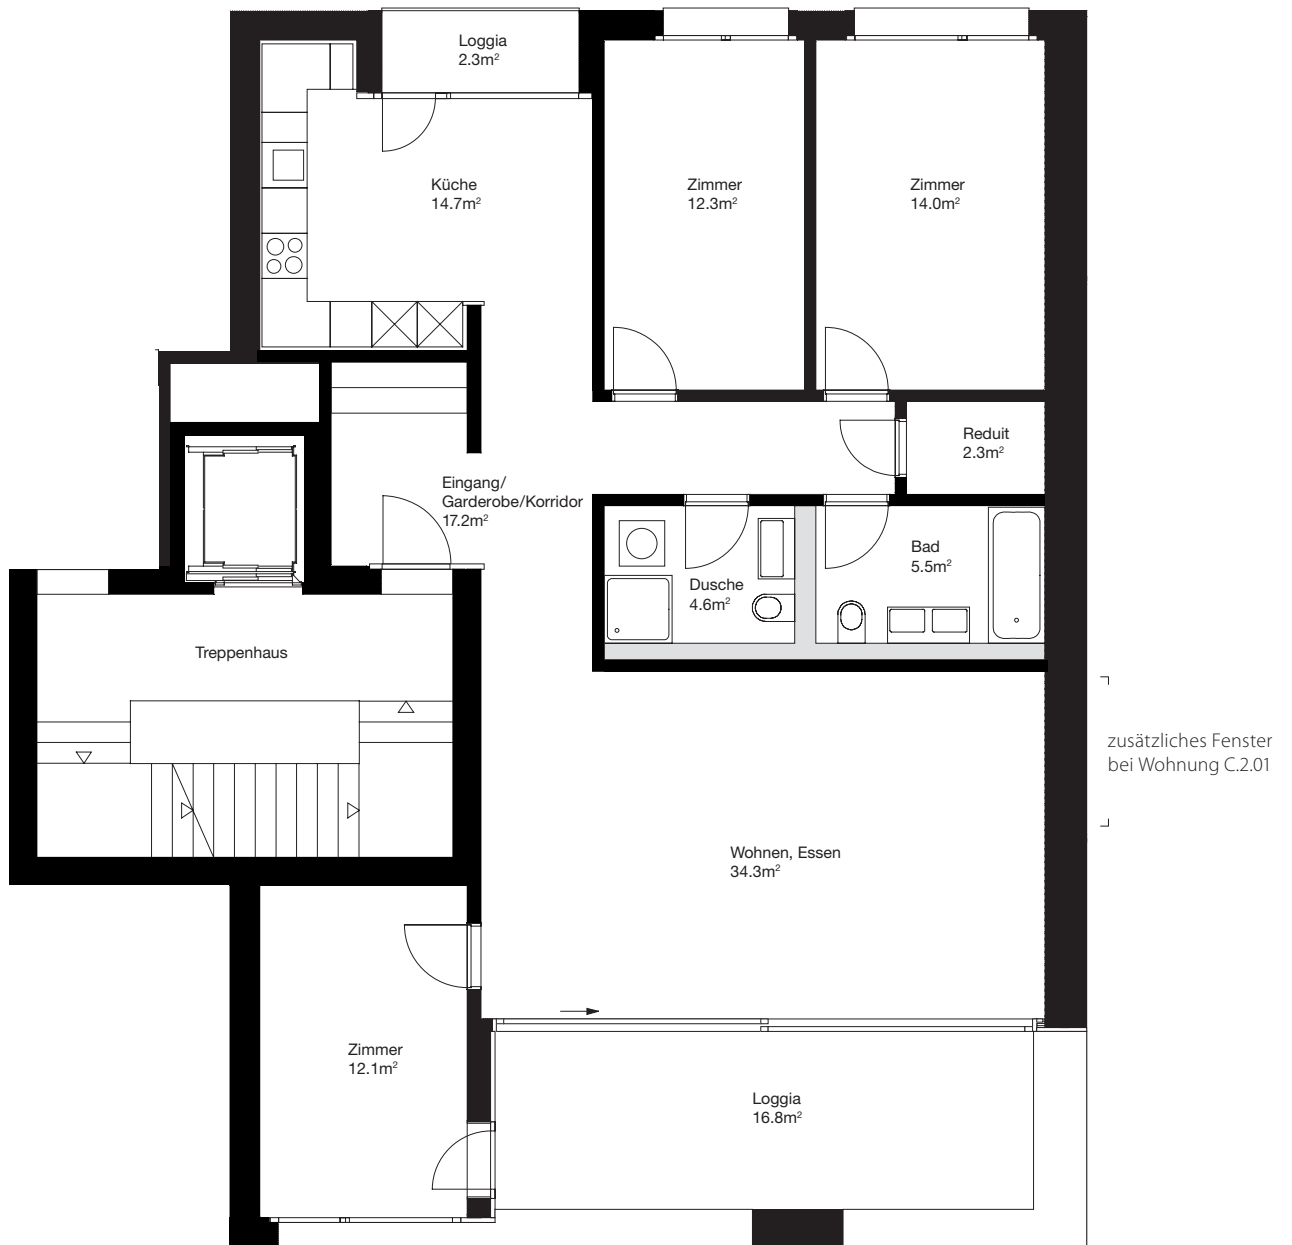 Loggia
2.3m²
Küche
14.7m²
Zimmer
12.3m²
Zimmer
14.0m²
Reduit
2.3m²
Eingang/
Garderobe/Korridor
17.2m²
Bad
5.5m²
Dusche
4.6m²
Treppenhaus
zusätzliches Fenster
bei Wohnung C.2.01
Wohnen, Essen
34.3m²
Zimmer
12.1m²
Loggia
16.8m²